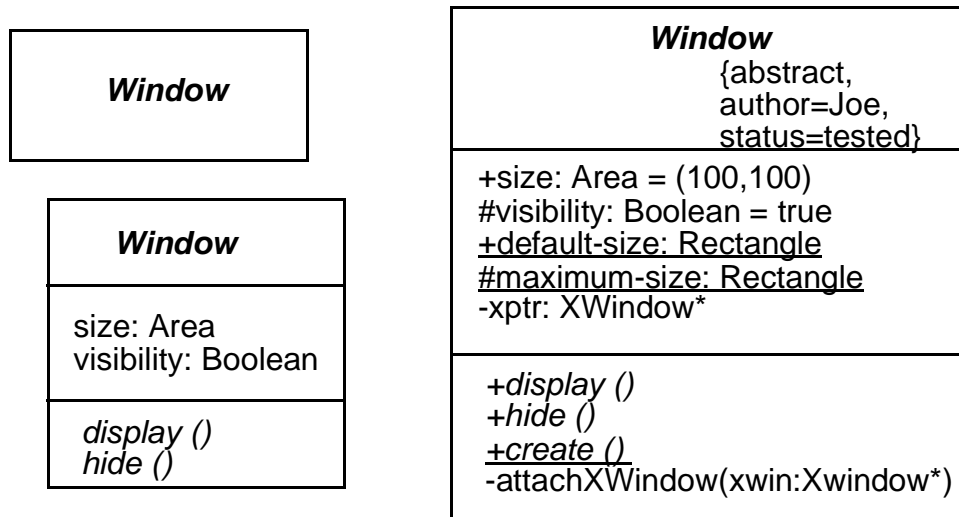 Window
Window
size: Area
visibility: Boolean
display ()
hide ()
Window
{abstract,
author=Joe,
status=tested}
+size: Area = (100,100)
#visibility: Boolean = true
+default-size: Rectangle
#maximum-size: Rectangle
-xptr: XWindow*
+display ()
+hide ()
+create ()
-attachXWindow(xwin:Xwindow*)